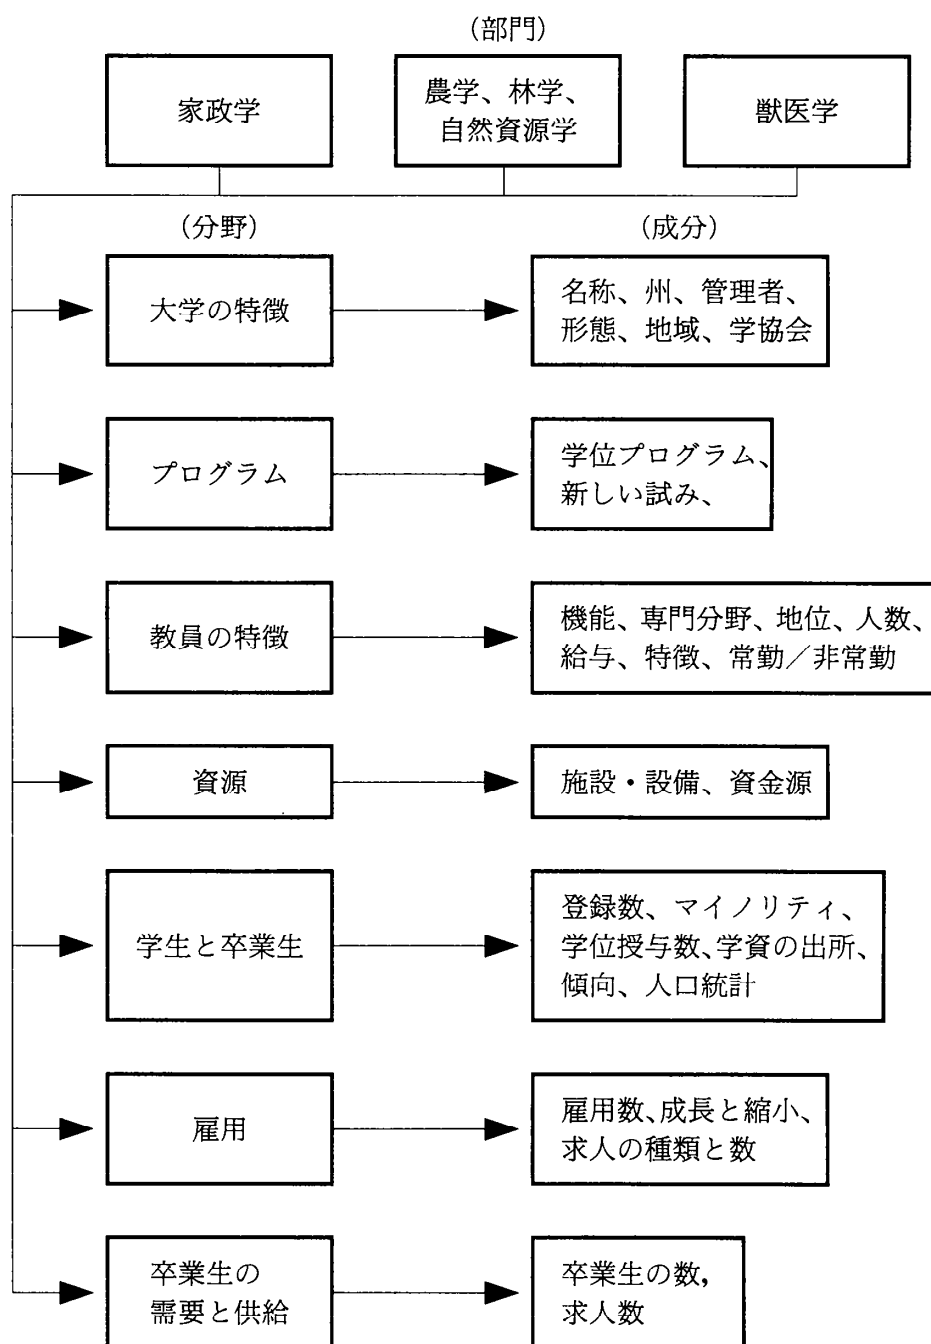 (部門)
家政学
農学、林学、
自然資源学
獣医学
(分野)
(成分)
大学の特徴
名称、州、管理者、
形態、地域、学協会
プログラム
学位プログラム、
新しい試み、
教員の特徴
機能、専門分野、地位、人数、
給与、特徴、常勤／非常勤
資源
施設・設備、資金源
学生と卒業生
登録数、マイノリティ、
学位授与数、学資の出所、
傾向、人口統計
雇用
雇用数、成長と縮小、
求人の種類と数
卒業生の
需要と供給
卒業生の数,
求人数